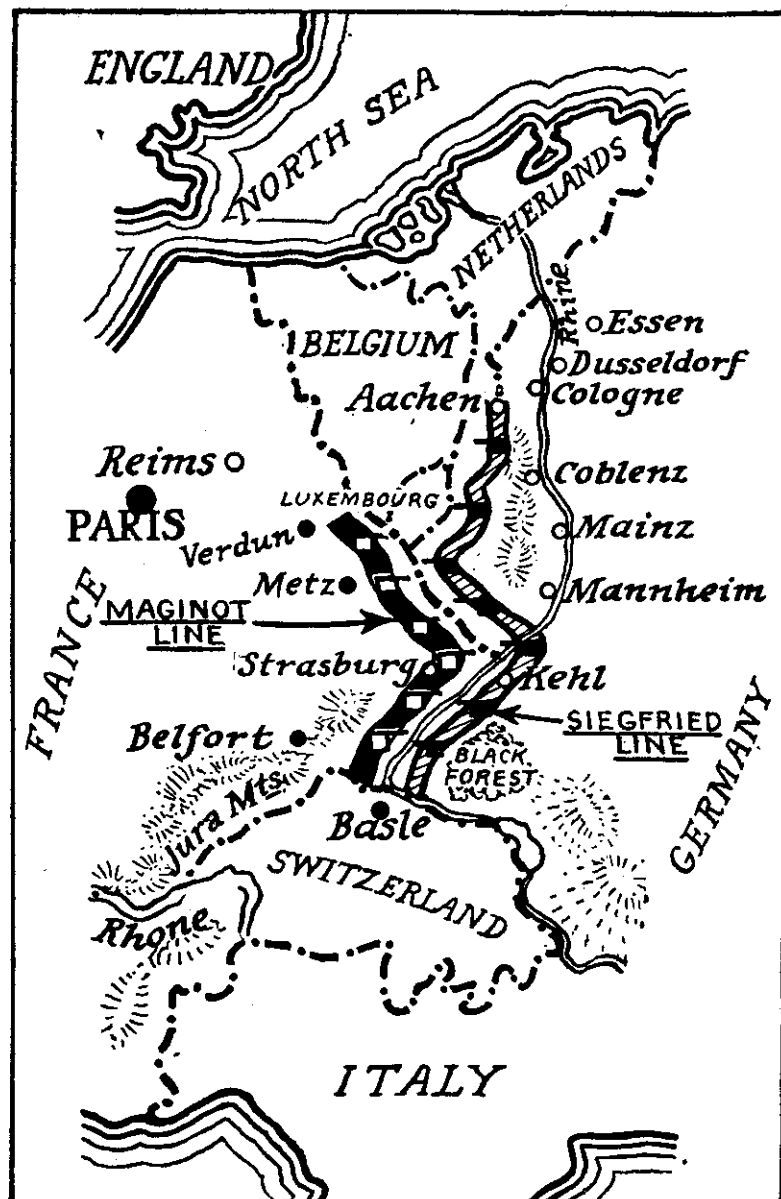 ENGLAND
NORTH SEA
NETHERLANDS
Rhine
Essen
BELGIUM
Dusseldorf
Aachen
Cologne
Reims
Coblenz
LUXEMBOURG
PARIS
Verdun
Mainz
Metz
Mannheim
MAGINOT
LINE
FRANCE
Strasburg
Kehl
SIEGFRIED
LINE
Belfort
BLACK
FOREST
GERMANY
Jura Mts.
Basle
SWITZERLAND
Rhone
ITALY